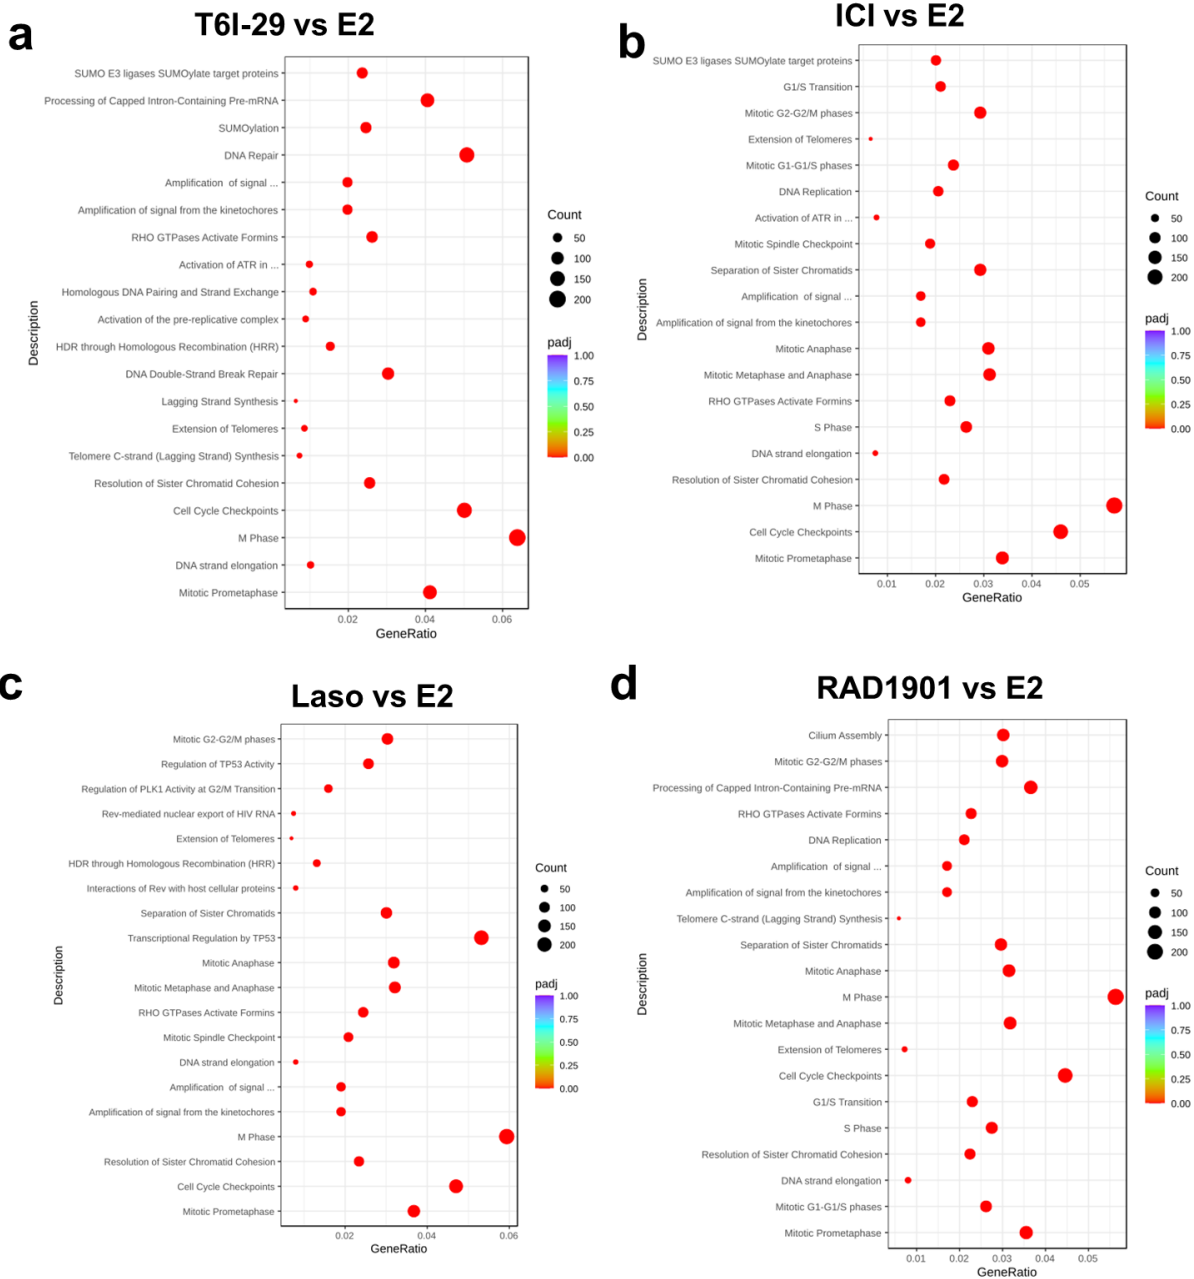 a
T6I-29 vs E2
SUMO E3 ligases SUMOylate target proteins
Processing of Capped Intron-Containing Pre-mRNA
SUMOylation
DNA Repair
Amplification of signal ...
Amplification of signal from the kinetochores
RHO GTPases Activate Formins
Activation of ATR in ...
Homologous DNA Pairing and Strand Exchange
Activation of the pre-replicative complex
HDR through Homologous Recombination (HRR)
DNA Double-Strand Break Repair
Lagging Strand Synthesis
Extension of Telomeres
Telomere C-strand (Lagging Strand) Synthesis
Resolution of Sister Chromatid Cohesion
Cell Cycle Checkpoints
M Phase
DNA strand elongation
Mitotic Prometaphase
Description
0.02 0.04 0.06
GeneRatio
Count
50
100
150
200
padj
1.00
0.75
0.50
0.25
0.00
b
ICI vs E2
SUMO E3 ligases SUMOylate target proteins
G1/S Transition
Mitotic G2-G2/M phases
Extension of Telomeres
Mitotic G1-G1/S phases
DNA Replication
Activation of ATR in ...
Mitotic Spindle Checkpoint
Separation of Sister Chromatids
Amplification of signal ...
Amplification of signal from the kinetochores
Mitotic Anaphase
Mitotic Metaphase and Anaphase
RHO GTPases Activate Formins
S Phase
DNA strand elongation
Resolution of Sister Chromatid Cohesion
M Phase
Cell Cycle Checkpoints
Mitotic Prometaphase
Description
0.01 0.02 0.03 0.04 0.05
GeneRatio
Count
50
100
150
200
padj
1.00
0.75
0.50
0.25
0.00
c
Laso vs E2
Mitotic G2-G2/M phases
Regulation of TP53 Activity
Regulation of PLK1 Activity at G2/M Transition
Rev-mediated nuclear export of HIV RNA
Extension of Telomeres
HDR through Homologous Recombination (HRR)
Interactions of Rev with host cellular proteins
Separation of Sister Chromatids
Transcriptional Regulation by TP53
Mitotic Anaphase
Mitotic Metaphase and Anaphase
RHO GTPases Activate Formins
Mitotic Spindle Checkpoint
DNA strand elongation
Amplification of signal ...
Amplification of signal from the kinetochores
M Phase
Resolution of Sister Chromatid Cohesion
Cell Cycle Checkpoints
Mitotic Prometaphase
Description
0.02 0.04 0.06
GeneRatio
Count
50
100
150
200
padj
1.00
0.75
0.50
0.25
0.00
d
RAD1901 vs E2
Cilium Assembly
Mitotic G2-G2/M phases
Processing of Capped Intron-Containing Pre-mRNA
RHO GTPases Activate Formins
DNA Replication
Amplification of signal ...
Amplification of signal from the kinetochores
Telomere C-strand (Lagging Strand) Synthesis
Separation of Sister Chromatids
Mitotic Anaphase
M Phase
Mitotic Metaphase and Anaphase
Extension of Telomeres
Cell Cycle Checkpoints
G1/S Transition
S Phase
Resolution of Sister Chromatid Cohesion
DNA strand elongation
Mitotic G1-G1/S phases
Mitotic Prometaphase
Description
0.01 0.02 0.03 0.04 0.05
GeneRatio
Count
50
100
150
200
padj
1.00
0.75
0.50
0.25
0.00